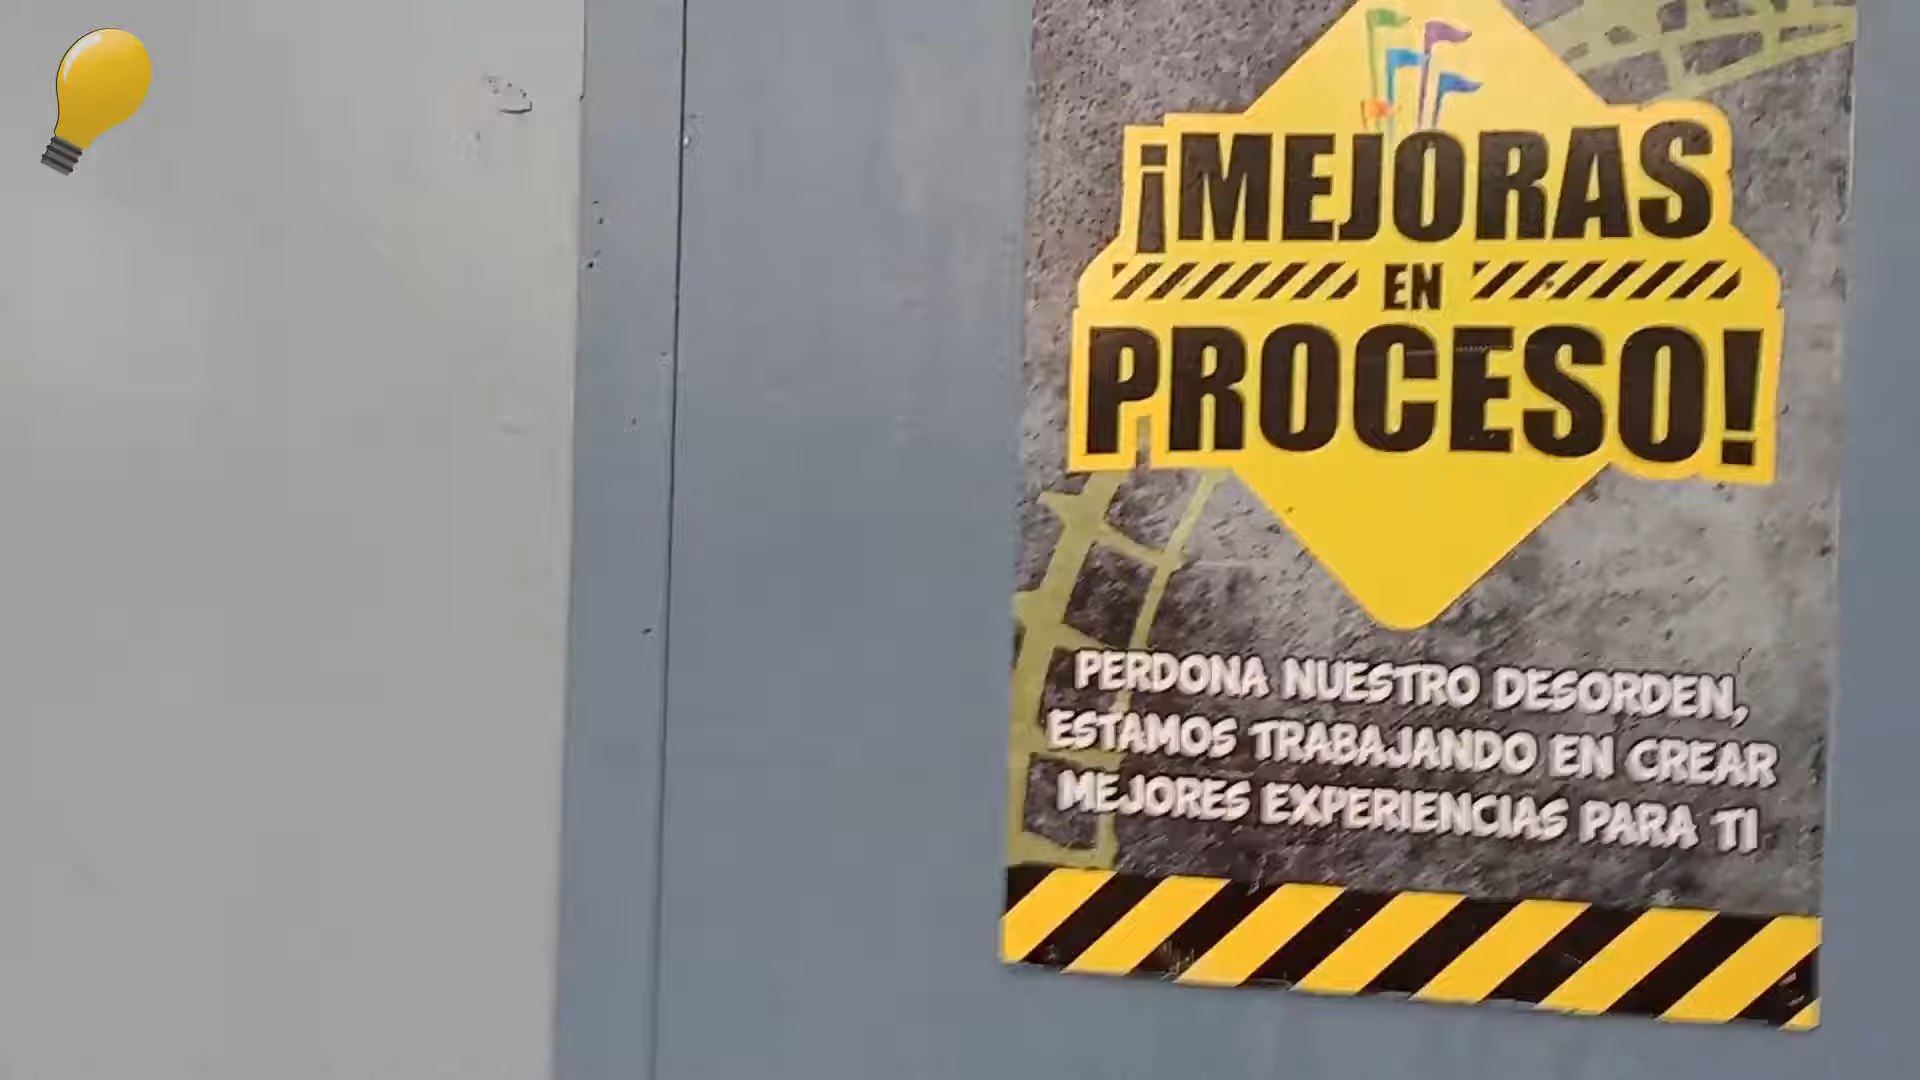 ¡MEJORAS
EN
PROCESO!
PERDONA NUESTRO DESORDEN,
ESTAMOS TRABAJANDO EN CREAR
MEJORES EXPERIENCIAS PARA TI